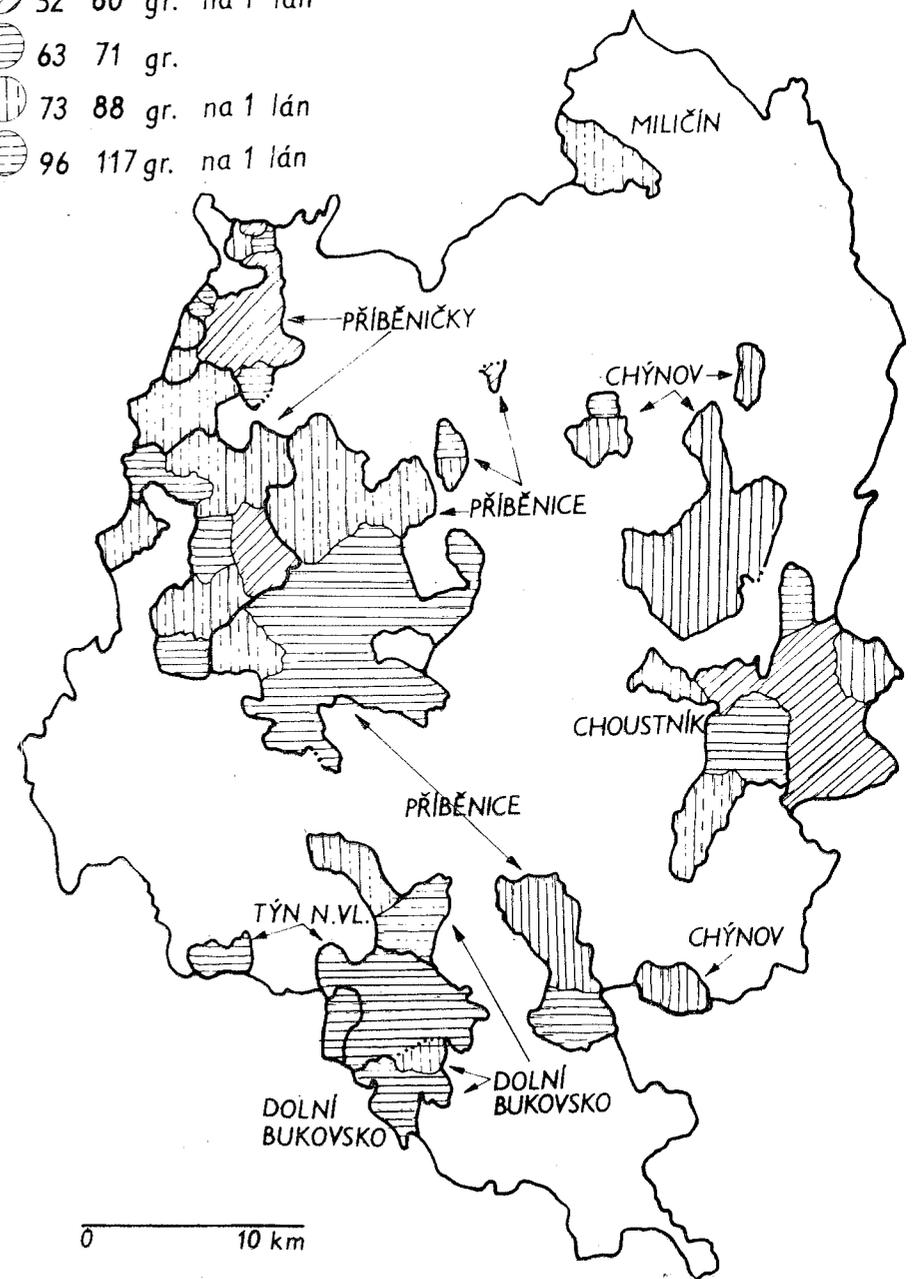 gr. na 1 lán
63 71 gr.
73 88 gr. na 1 lán
96 117 gr. na 1 lán
MILIČÍN
PŘÍBĚNIČKY
CHÝNOV
PŘÍBĚNICE
CHOUSTNÍK
PŘÍBĚNICE
TÝN N.VL.
CHÝNOV
DOLNÍ
BUKOVSKO
DOLNÍ
BUKOVSKO
0 10 km